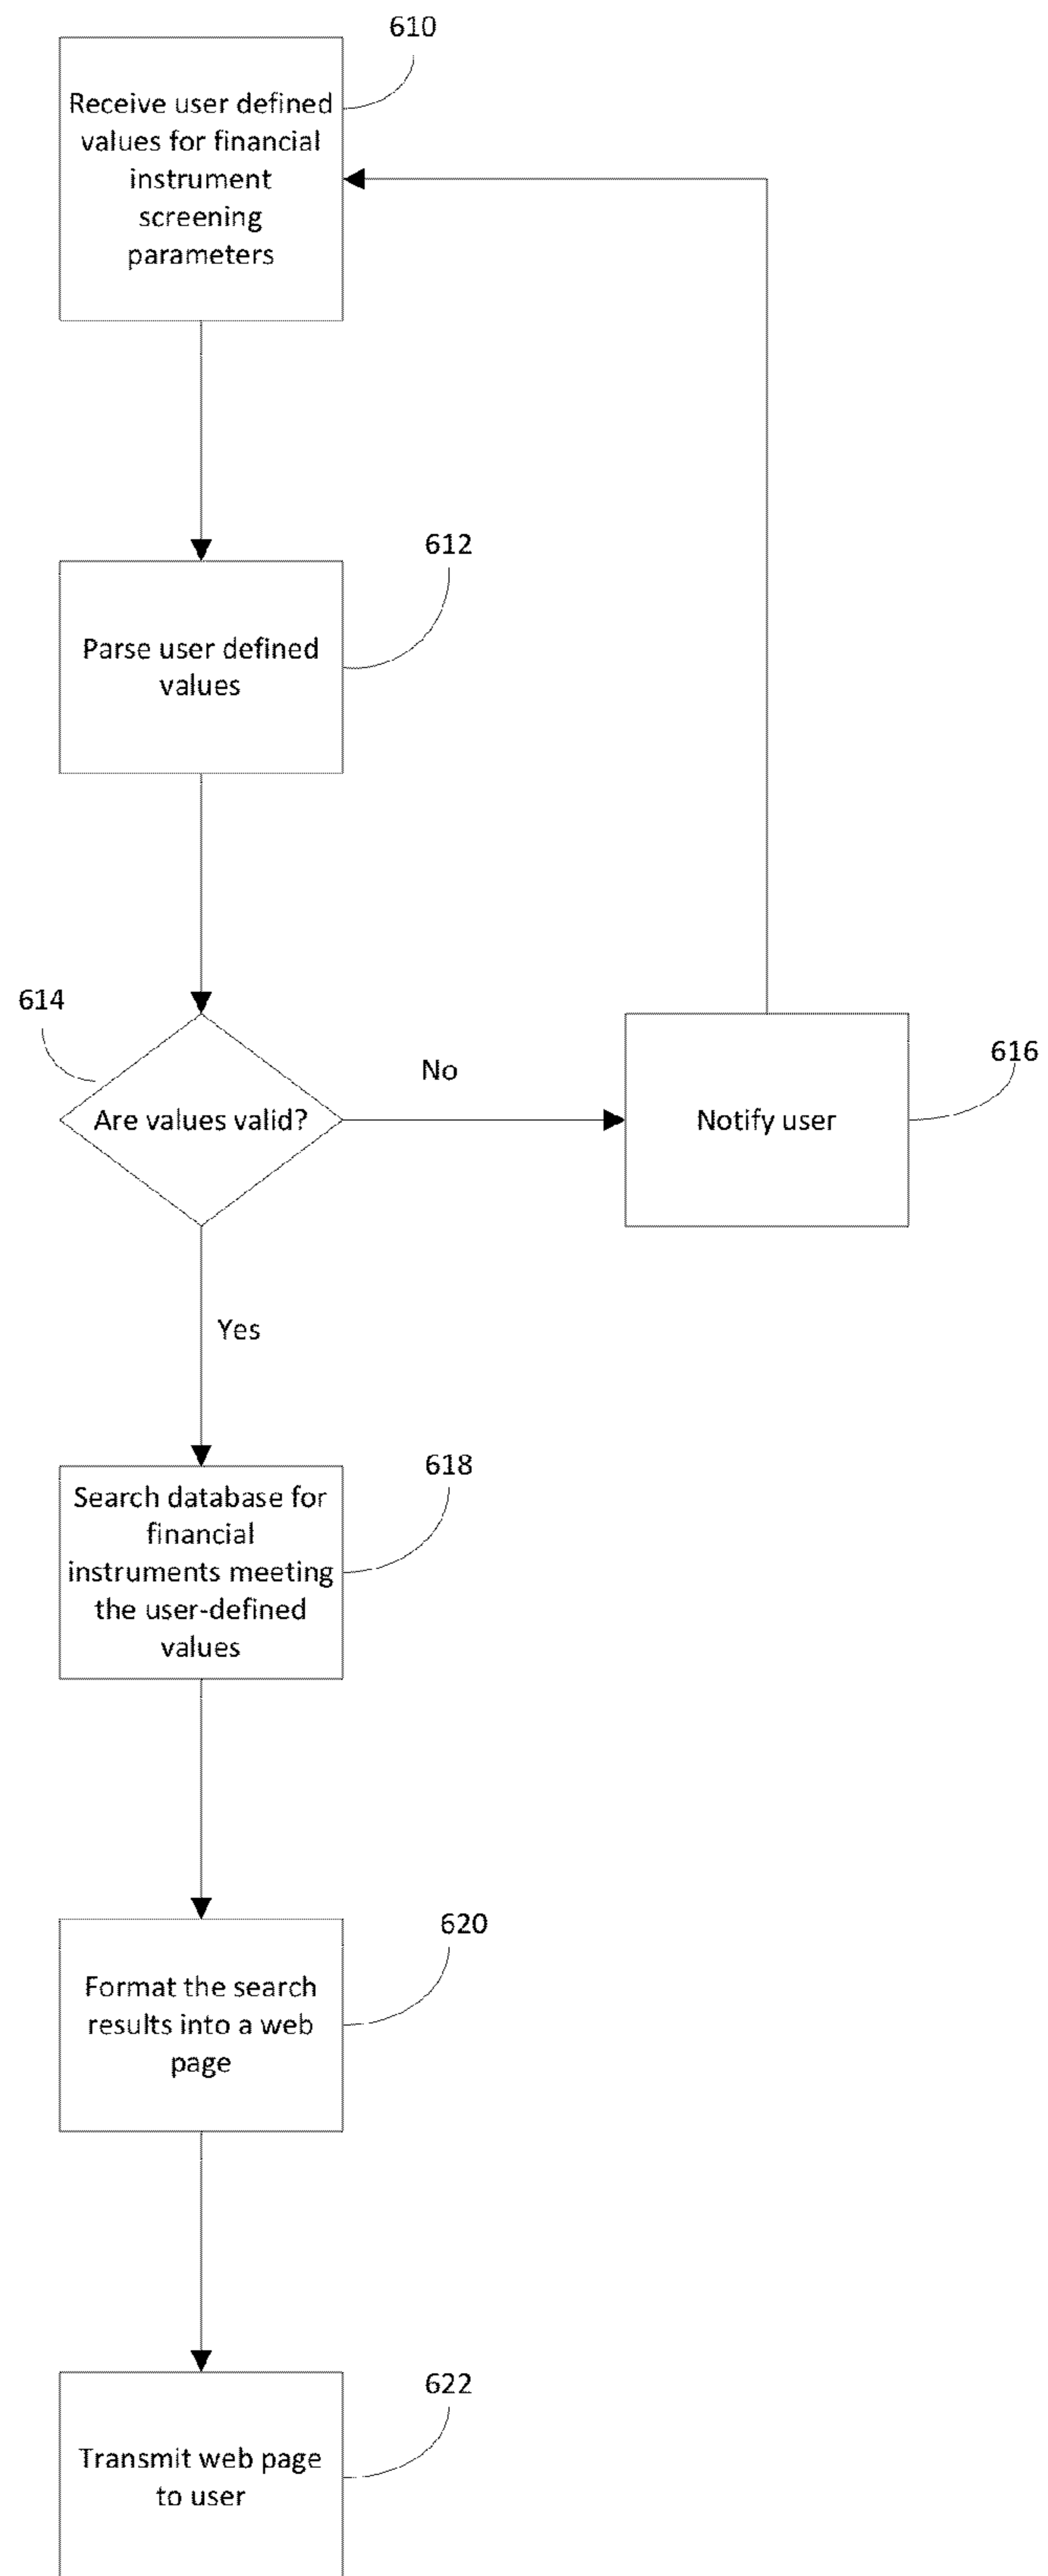 610
Receive user defined
values for financial
instrument
screening
parameters
612
Parse user defined
values
614
Are values valid?
No
616
Notify user
Yes
618
Search database for
financial
instruments meeting
the user-defined
values
620
Format the search
results into a web
page
622
Transmit web page
to user